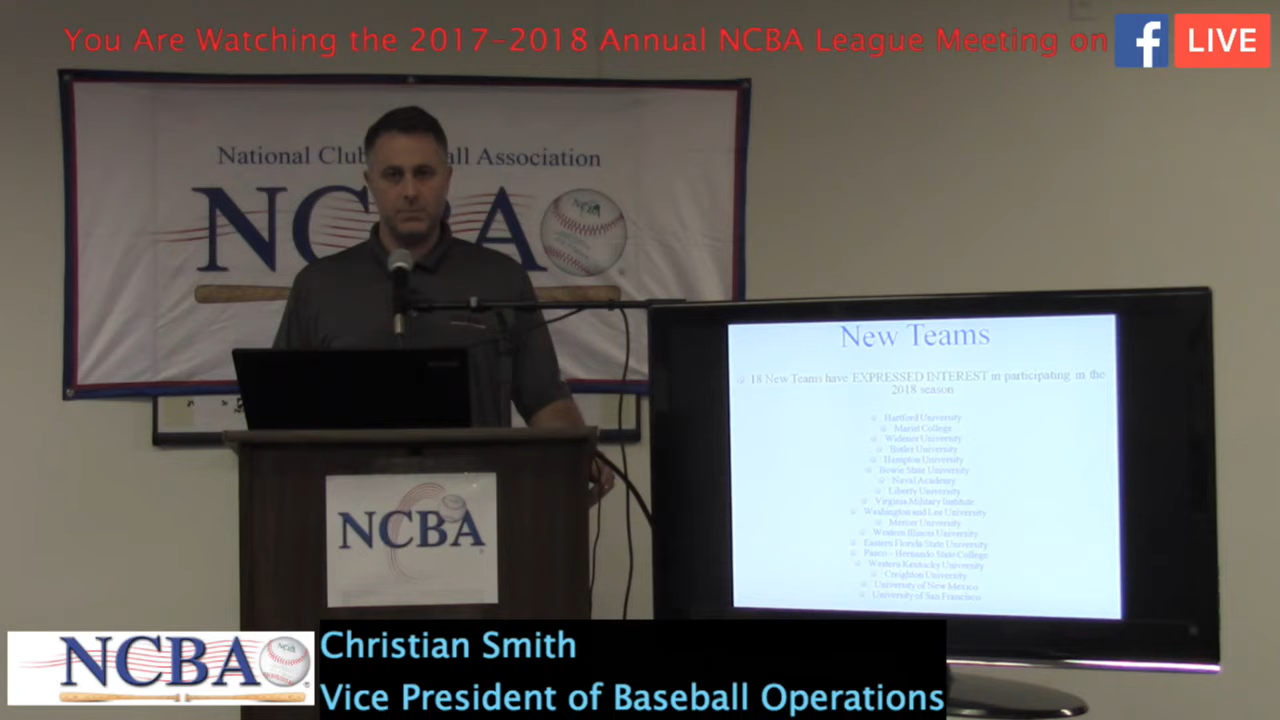 You Are Watching the 2017-2018 Annual NCBA League Meeting on f LIVE
National Club all Association
NCBA
New Teams
18 New Teams have EXPRESSED INTEREST in participating in the
2018 season
Hartford University
Marist College
Widener University
Butler University
Hampton University
Bowie State University
Naval Academy
Liberty University
Virginia Military Institute
Washington and Lee University
Mercer University
Western Illinois University
Eastern Florida State University
Pasco - Hernando State College
Western Kentucky University
Creighton University
University of New Mexico
University of San Francisco
NCBA
NCBA
Christian Smith
Vice President of Baseball Operations